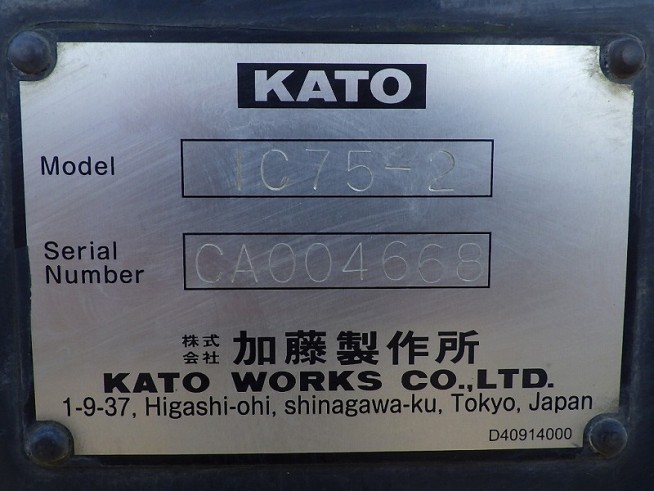 KATO
Model IC75-2
Serial Number CA004668
株式会社 加藤製作所
KATO WORKS CO.,LTD.
1-9-37, Higashi-ohi, shinagawa-ku, Tokyo, Japan
D40914000